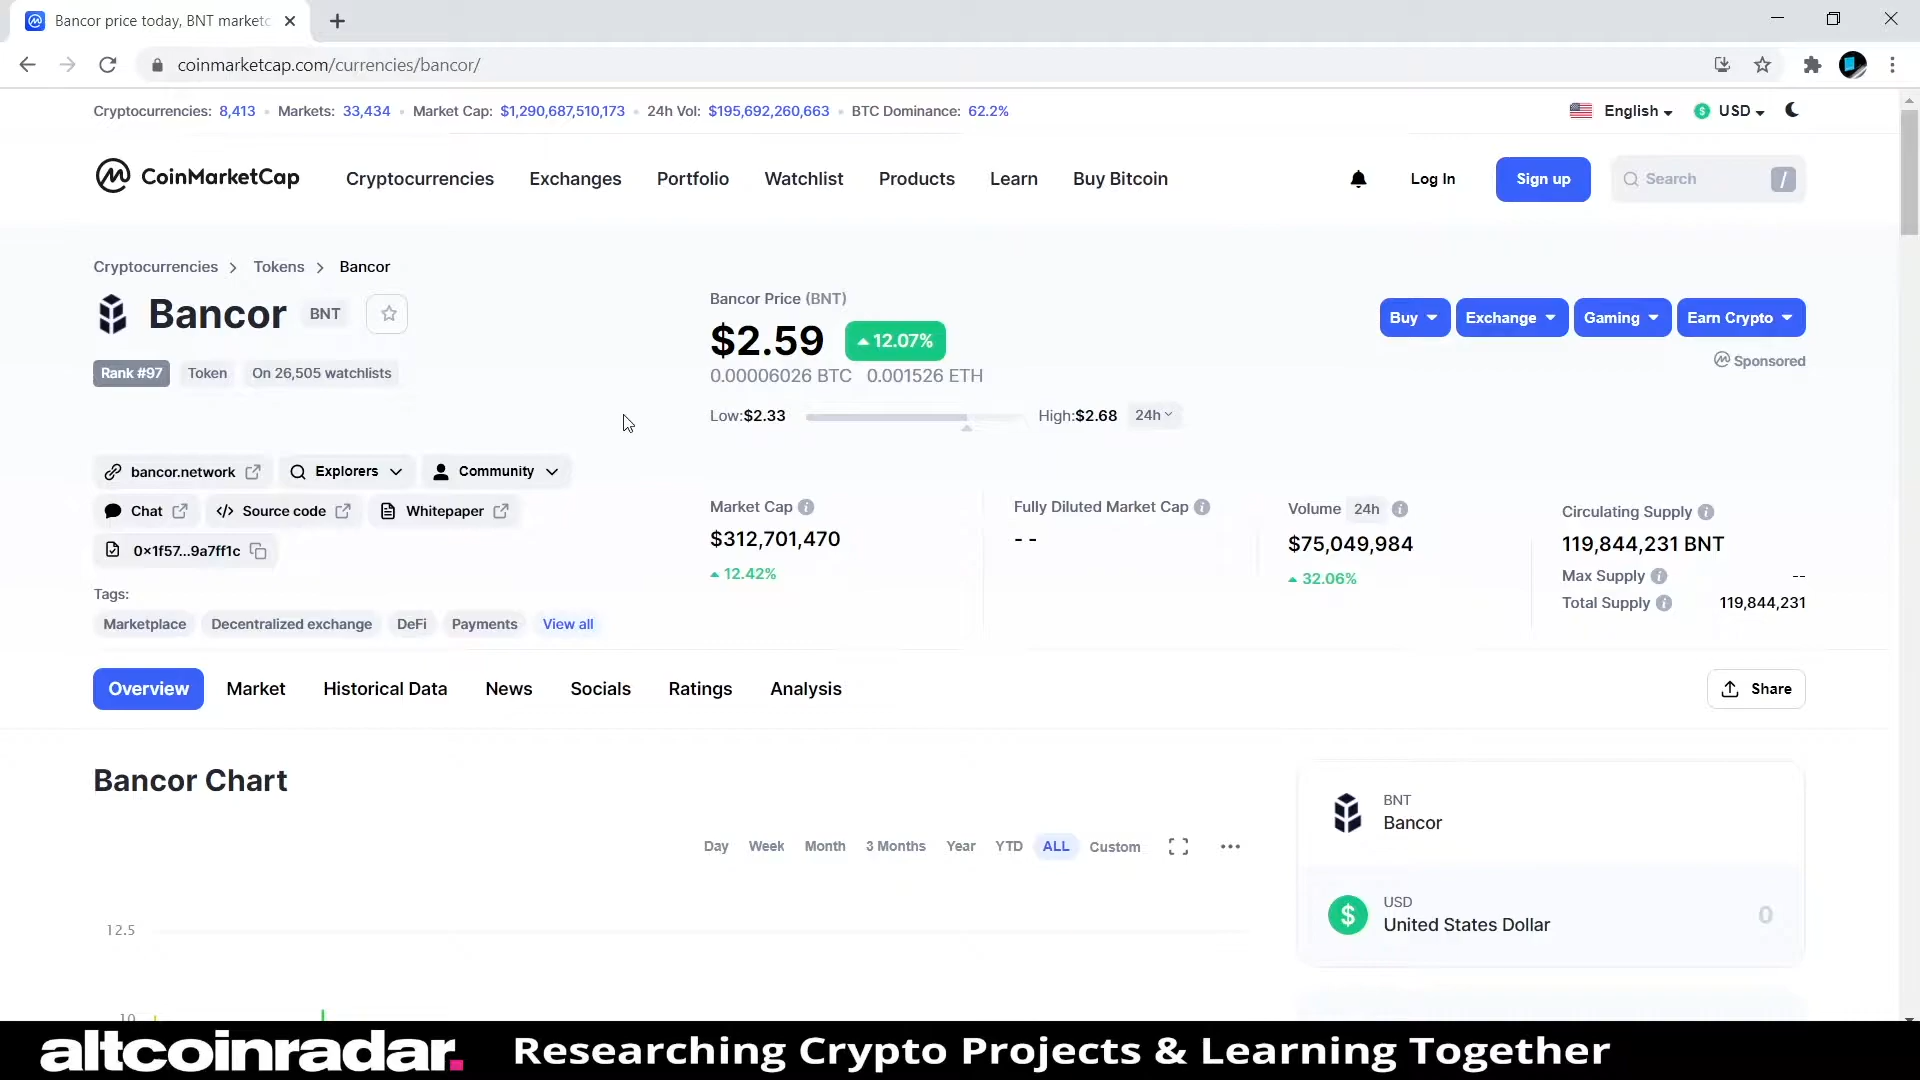 Bancor price today, BNT marketc
coinmarketcap.com/currencies/bancor/
Cryptocurrencies: 8,413 • Markets: 33,434 • Market Cap: $1,290,687,510,173 • 24h Vol: $195,692,260,663 • BTC Dominance: 62.2%
English
USD
CoinMarketCap
Cryptocurrencies Exchanges Portfolio Watchlist Products Learn Buy Bitcoin
Log In
Sign up
Search /
Cryptocurrencies > Tokens > Bancor
Bancor BNT
Rank #97 Token On 26,505 watchlists
bancor.network Explorers Community
Chat Source code Whitepaper
0x1f57...9a7ff1c
Tags:
Marketplace Decentralized exchange DeFi Payments View all
Bancor Price (BNT)
$2.59 12.07%
0.00006026 BTC 0.001526 ETH
Low:$2.33 High:$2.68 24h
Buy Exchange Gaming Earn Crypto
Sponsored
Market Cap
$312,701,470
12.42%
Fully Diluted Market Cap
- -
Volume 24h
$75,049,984
32.06%
Circulating Supply
119,844,231 BNT
Max Supply --
Total Supply 119,844,231
Overview Market Historical Data News Socials Ratings Analysis
Share
Bancor Chart
Day Week Month 3 Months Year YTD ALL Custom
12.5
10
BNT
Bancor
USD
United States Dollar
0
altcoinradar. Researching Crypto Projects & Learning Together